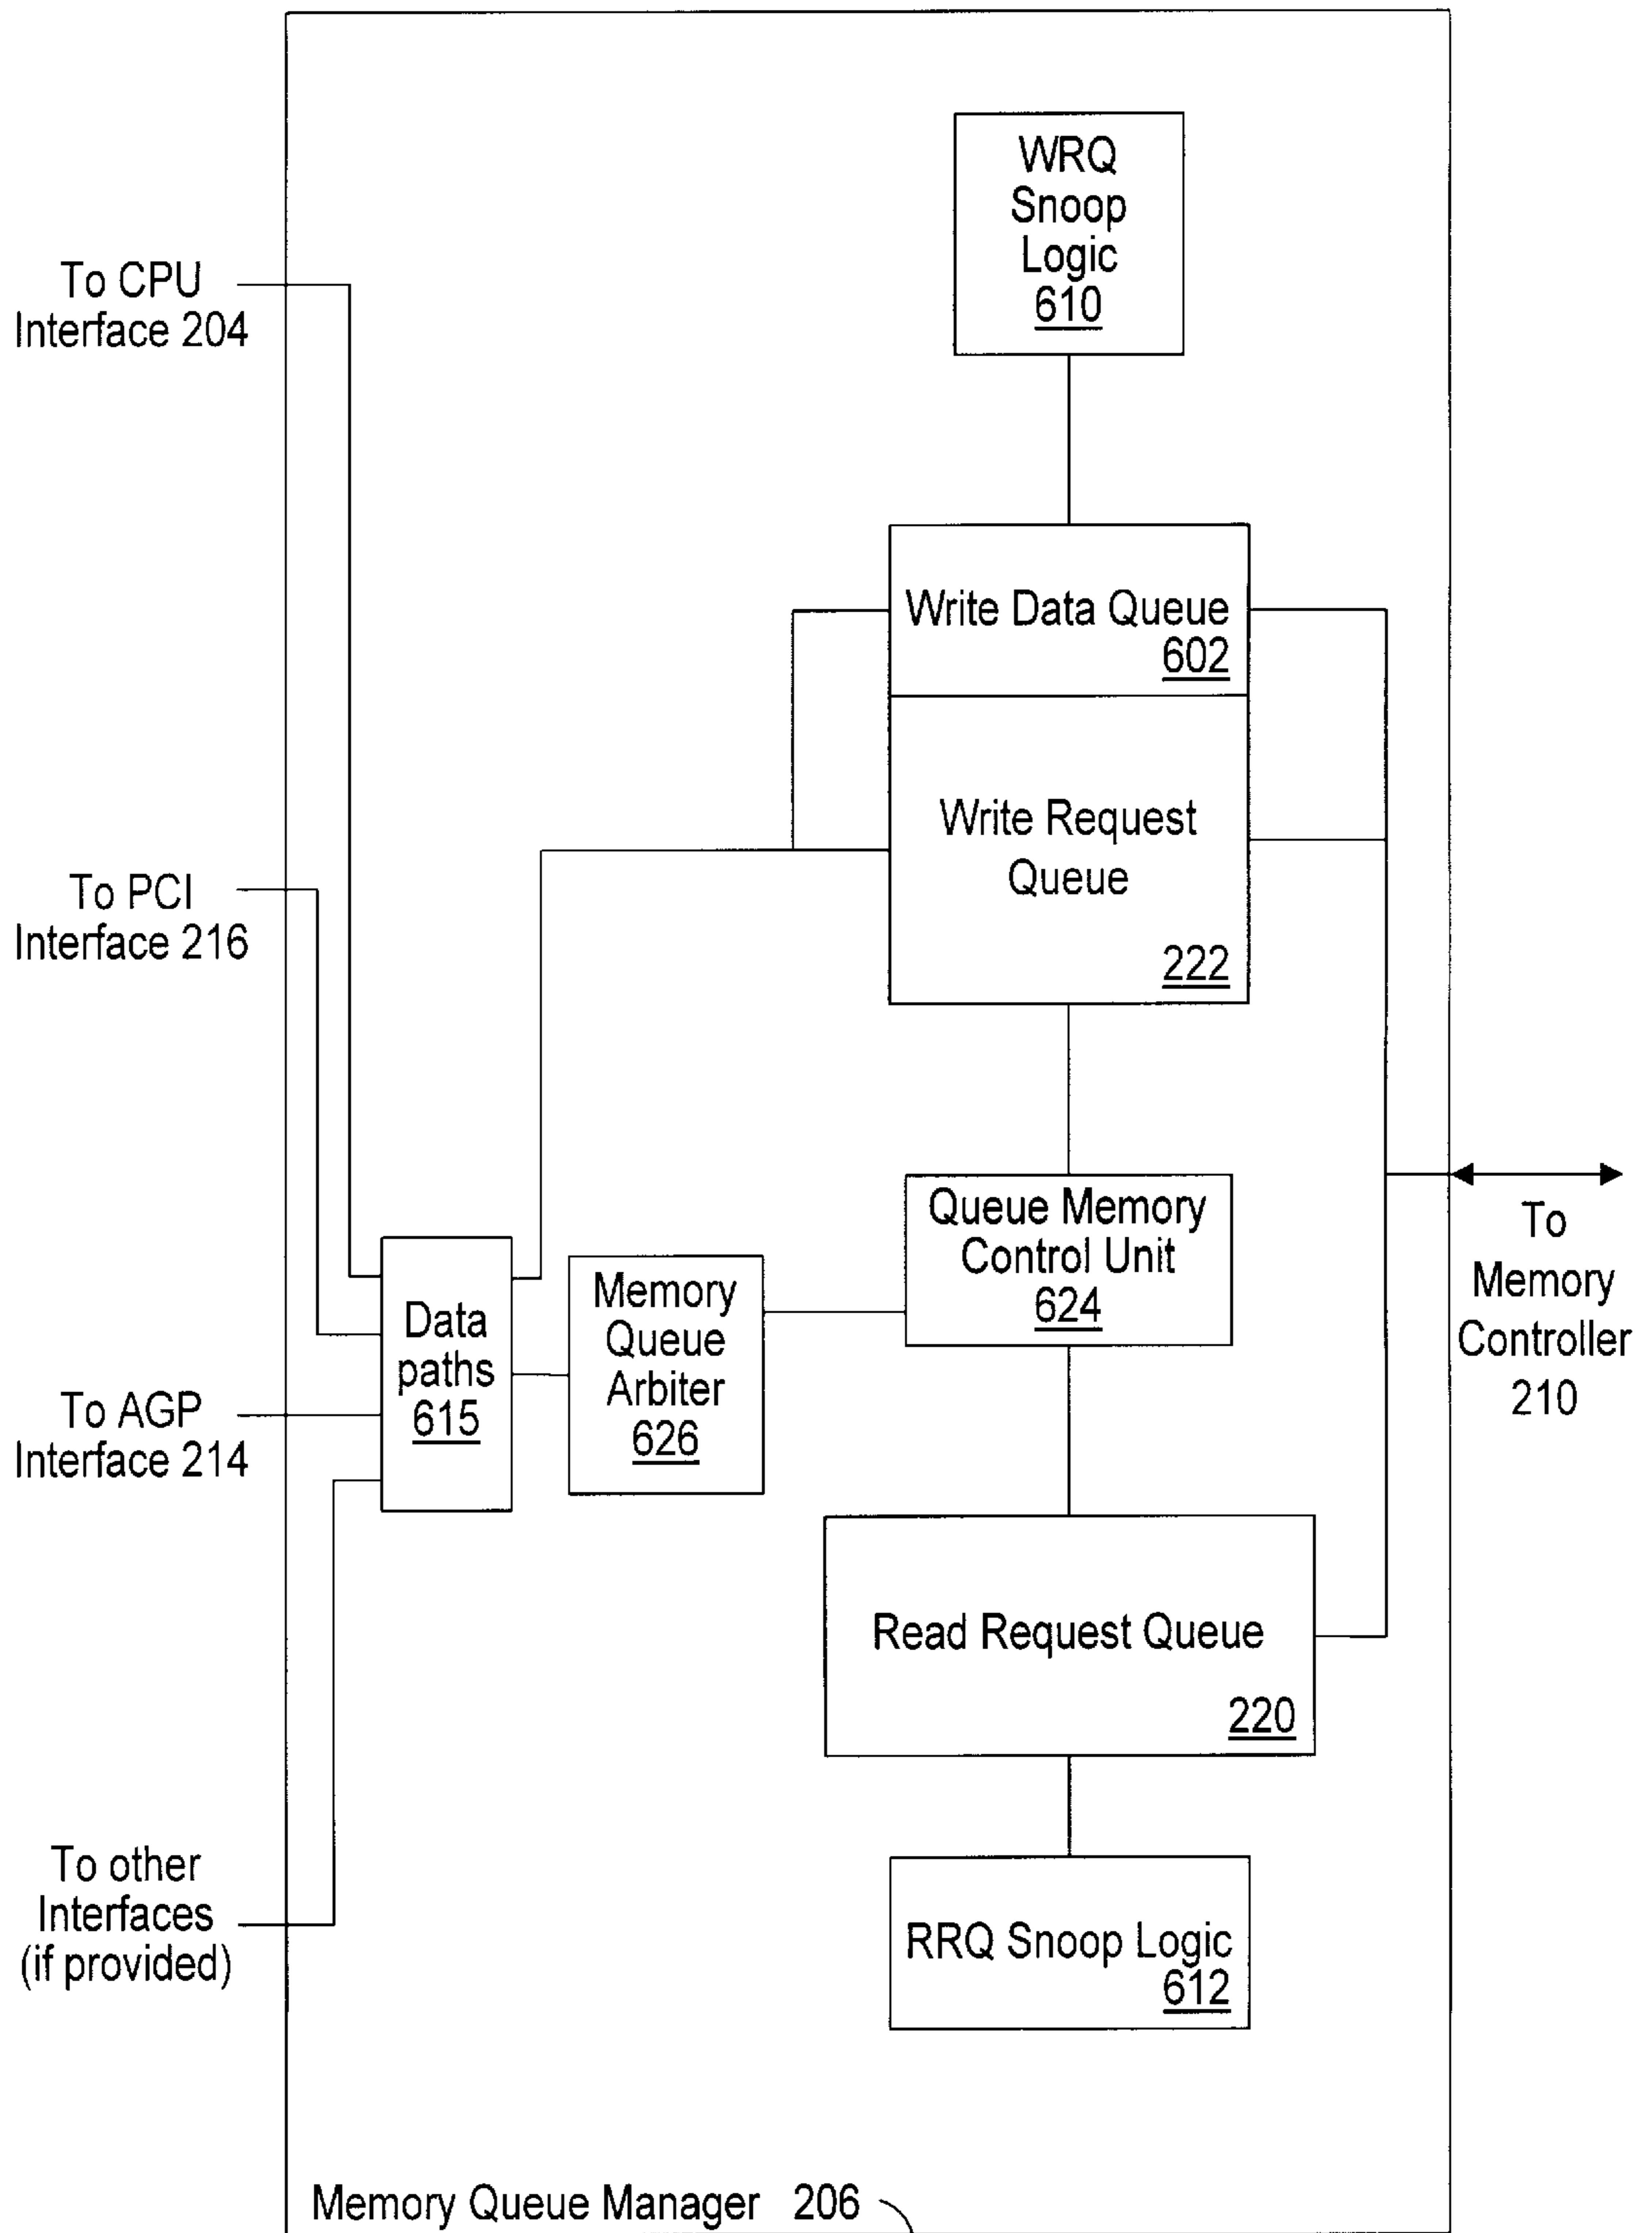 WRQ
Snoop
Logic
610
To CPU
Interface 204
Write Data Queue
602
Write Request
Queue
222
To PCI
Interface 216
Queue Memory
Control Unit
624
To
Memory
Controller
210
Memory
Queue
Arbiter
626
Data
paths
615
To AGP
Interface 214
Read Request Queue
220
To other
Interfaces
(if provided)
RRQ Snoop Logic
612
Memory Queue Manager 206